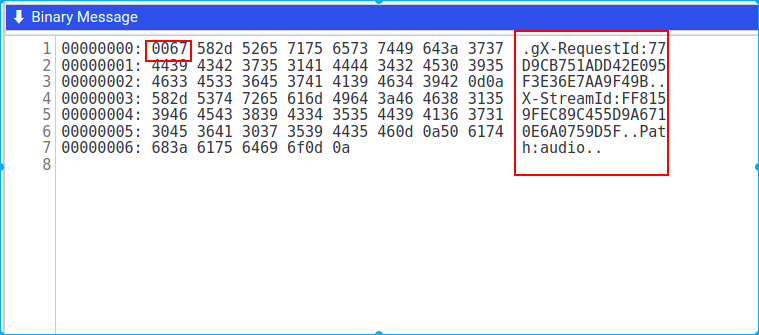 Binary Message
1 00000000: 0067 582d 5265 7175 6573 7449 643a 3737 .gX-RequestId:77
2 00000001: 4439 4342 3735 3141 4444 3432 4530 3935 D9CB751ADD42E095
3 00000002: 4633 4533 3645 3741 4139 4634 3942 0d0a F3E36E7AA9F49B..
4 00000003: 582d 5374 7265 616d 4964 3a46 4638 3135 X-StreamId:FF815
5 00000004: 3946 4543 3839 4334 3535 4439 4136 3731 9FEC89C455D9A671
6 00000005: 3045 3641 3037 3539 4435 460d 0a50 6174 0E6A0759D5F..Pat
7 00000006: 683a 6175 6469 6f0d 0a h:audio..
8